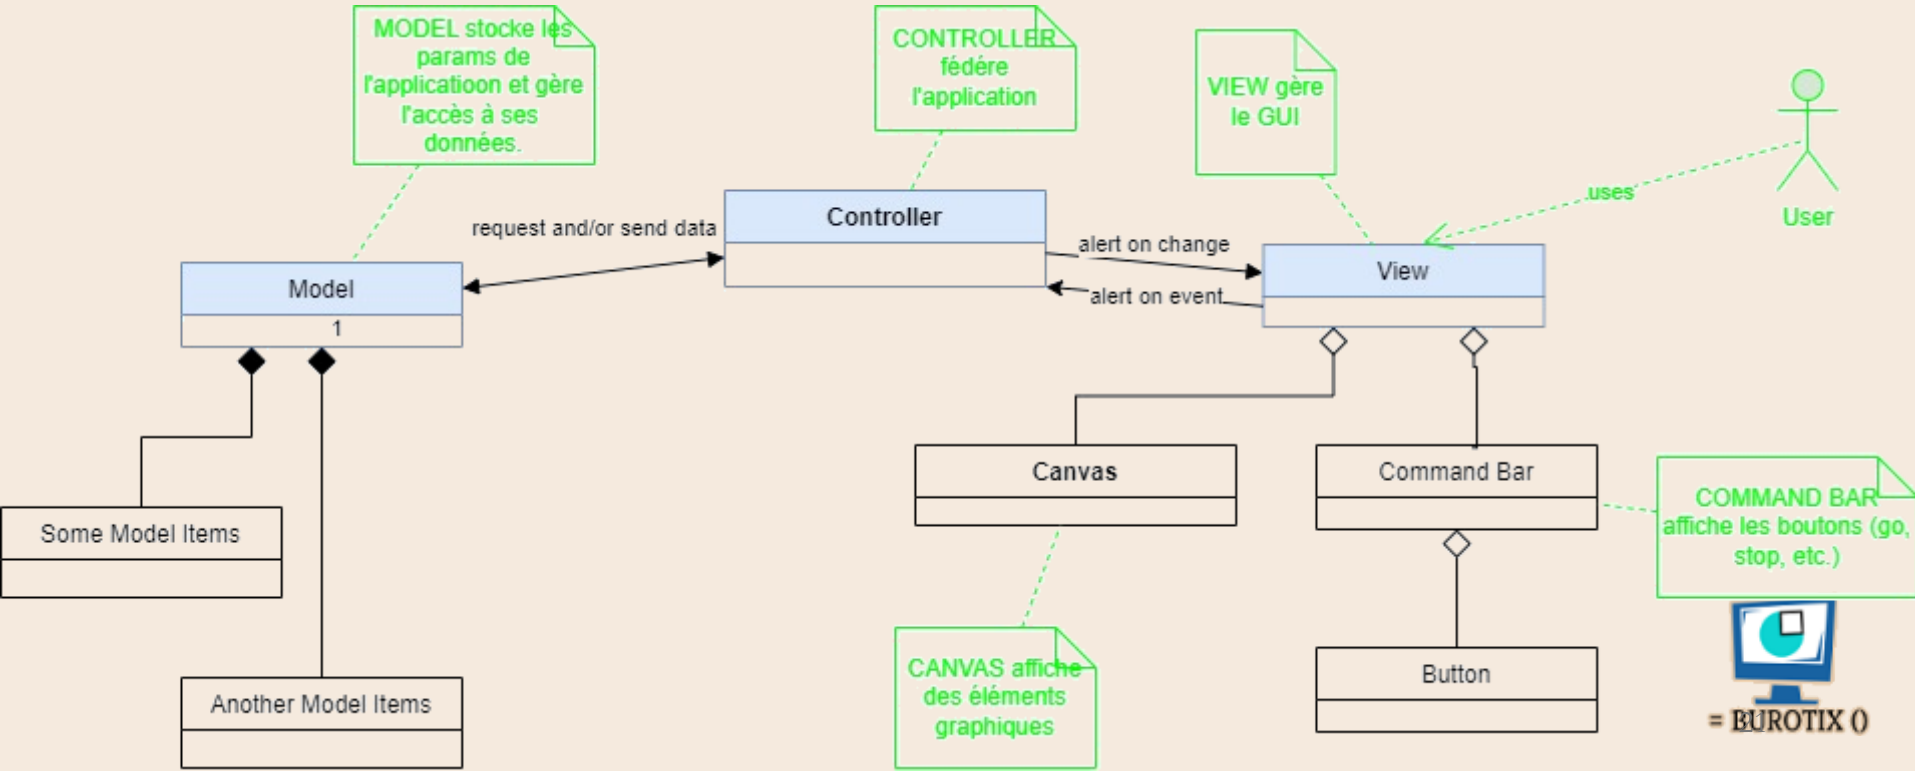 MODEL stocke les
params de
l'applicatioon et gère
l'accès à ses
données.
CONTROLLER
fédére
l'application
VIEW gère
le GUI
uses
User
request and/or send data
Controller
alert on change
alert on event
View
Model
1
Some Model Items
Another Model Items
Canvas
Command Bar
COMMAND BAR
affiche les boutons (go,
stop, etc.)
CANVAS affiche
des éléments
graphiques
Button
= BUROTIX ()